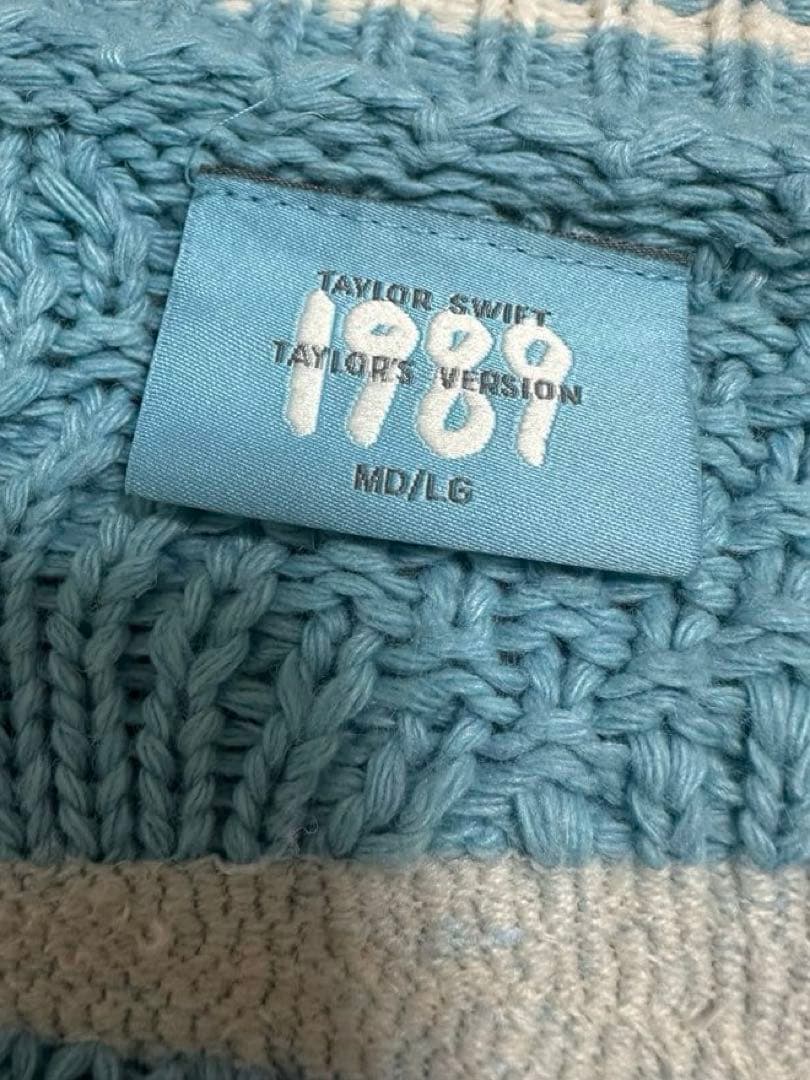 TAYLOR SWIFT
1989
TAYLOR'S VERSION
MD/LG